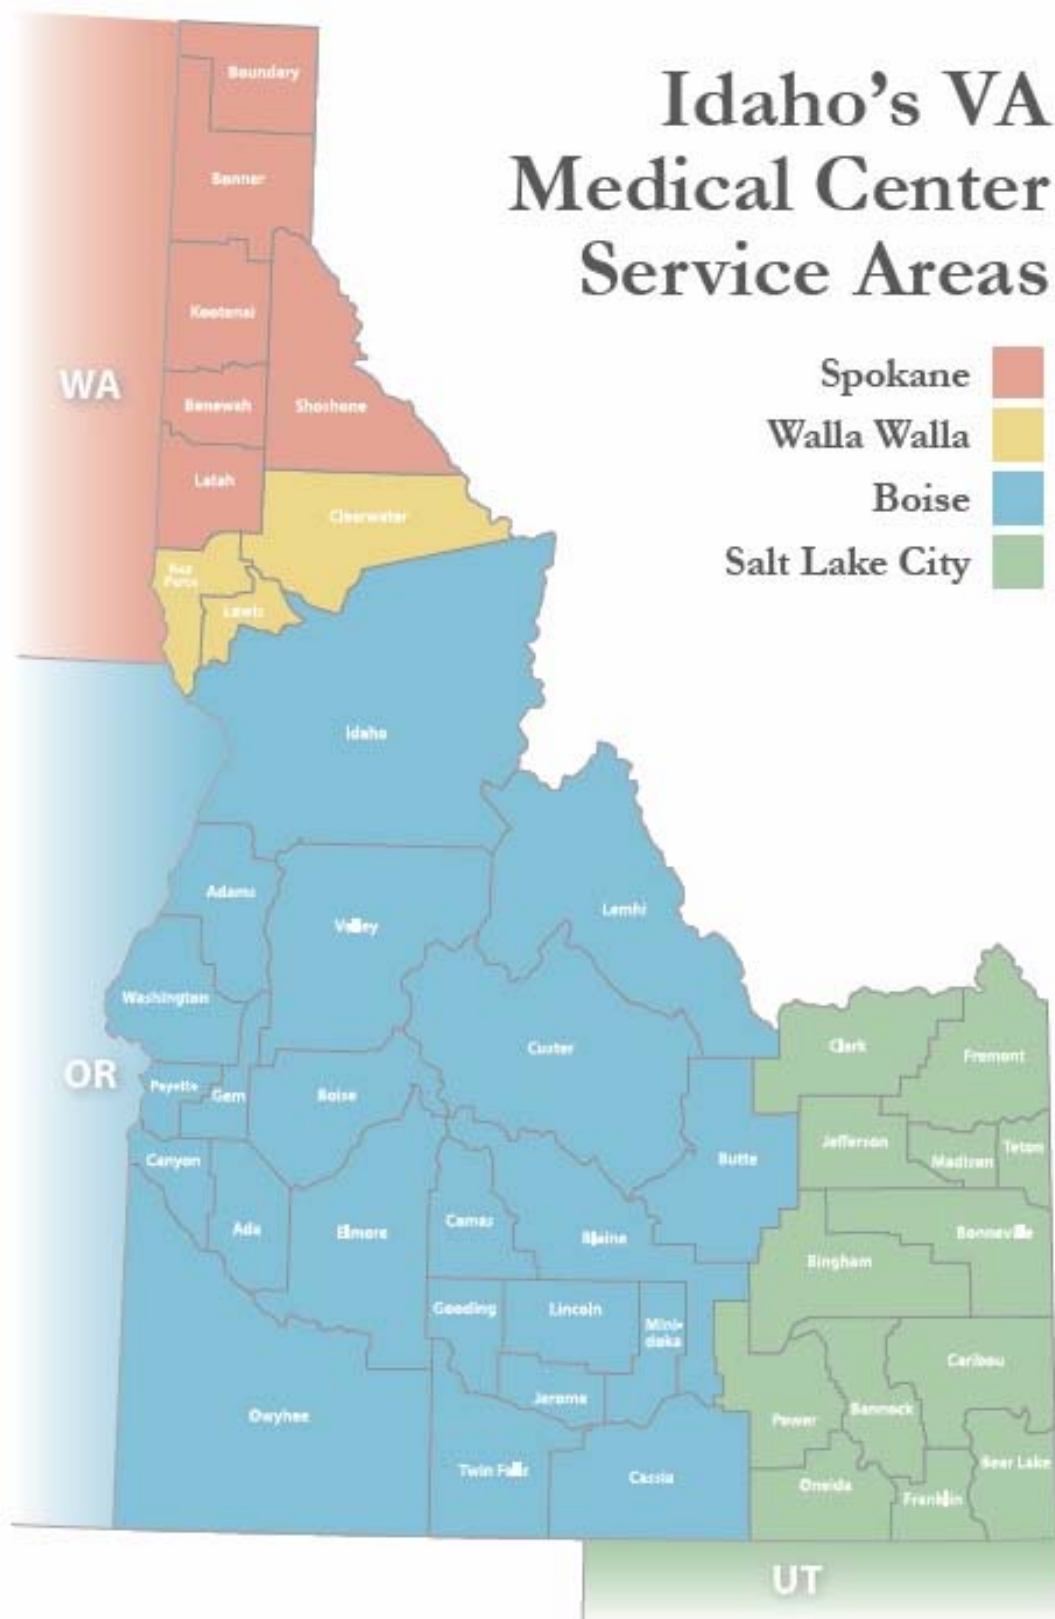 Idaho's VA
Medical Center
Service Areas
Spokane
Walla Walla
Boise
Salt Lake City
Boundary
Bonner
Kootenai
WA
Benewah
Shoshone
Latah
Clearwater
Nez
Perce
Lewis
Idaho
Adams
Valley
Lemhi
Washington
Custer
Clark
Fremont
OR
Payette
Gem
Boise
Canyon
Butte
Jefferson
Madison
Teton
Ada
Elmore
Camas
Blaine
Bingham
Bonneville
Gooding
Lincoln
Mini-
doka
Jerome
Caribou
Owyhee
Power
Bannock
Twin Falls
Cassia
Oneida
Bear Lake
Franklin
UT